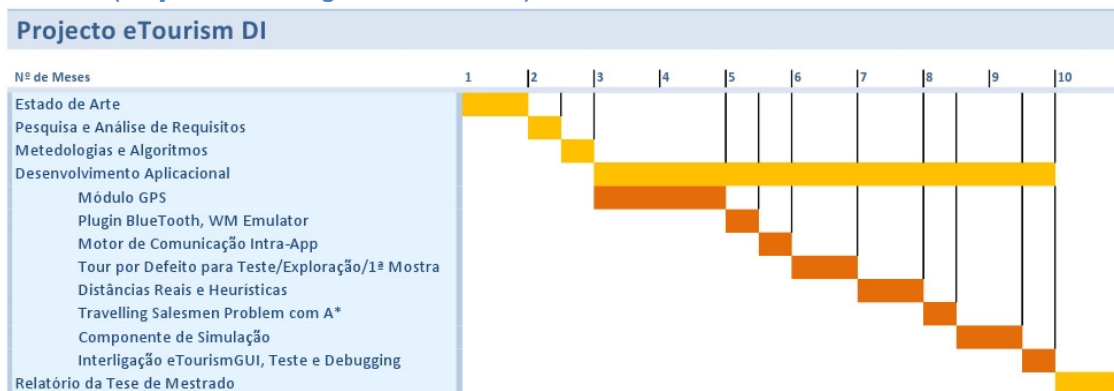 Projecto eTourism DI
Nº de Meses 1 2 3 4 5 6 7 8 9 10
Estado de Arte
Pesquisa e Análise de Requisitos
Metedologias e Algoritmos
Desenvolvimento Aplicacional
Módulo GPS
Plugin BlueTooth, WM Emulator
Motor de Comunicação Intra-App
Tour por Defeito para Teste/Exploração/1ª Mostra
Distâncias Reais e Heurísticas
Travelling Salesmen Problem com A*
Componente de Simulação
Interligação eTourismGUI, Teste e Debugging
Relatório da Tese de Mestrado